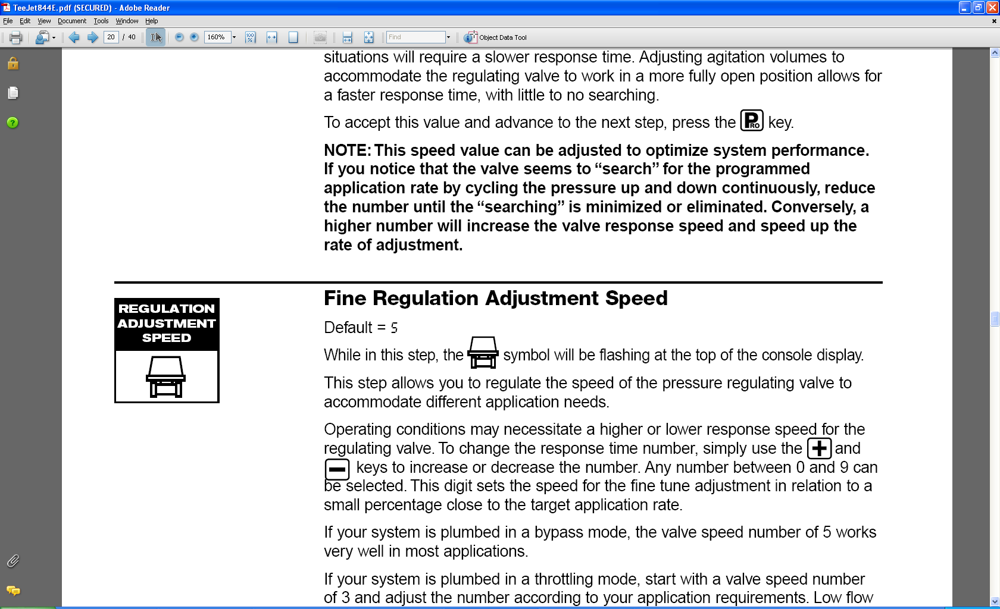 TeeJet844E.pdf (SECURED) - Adobe Reader
File Edit View Document Tools Window Help
20 / 40 160% 100 % Find Object Data Tool
situations will require a slower response time. Adjusting agitation volumes to
accommodate the regulating valve to work in a more fully open position allows for
a faster response time, with little to no searching.
To accept this value and advance to the next step, press the PRO key.
NOTE: This speed value can be adjusted to optimize system performance.
If you notice that the valve seems to “search” for the programmed
application rate by cycling the pressure up and down continuously, reduce
the number until the “searching” is minimized or eliminated. Conversely, a
higher number will increase the valve response speed and speed up the
rate of adjustment.
REGULATION
ADJUSTMENT
SPEED
Fine Regulation Adjustment Speed
Default = 5
While in this step, the symbol will be flashing at the top of the console display.
This step allows you to regulate the speed of the pressure regulating valve to
accommodate different application needs.
Operating conditions may necessitate a higher or lower response speed for the
regulating valve. To change the response time number, simply use the + and
− keys to increase or decrease the number. Any number between 0 and 9 can
be selected. This digit sets the speed for the fine tune adjustment in relation to a
small percentage close to the target application rate.
If your system is plumbed in a bypass mode, the valve speed number of 5 works
very well in most applications.
If your system is plumbed in a throttling mode, start with a valve speed number
of 3 and adjust the number according to your application requirements. Low flow